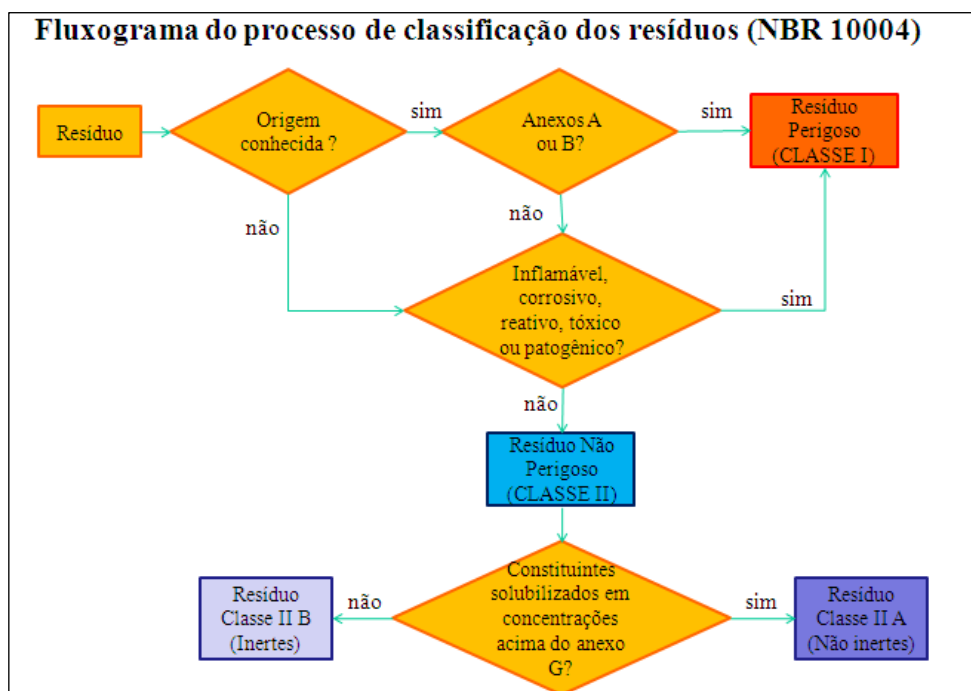 Fluxograma do processo de classificação dos resíduos (NBR 10004)
Resíduo
Origem
conhecida ?
sim
Anexos A
ou B?
sim
Resíduo
Perigoso
(CLASSE I)
não
não
Inflamável,
corrosivo,
reativo, tóxico
ou patogênico?
sim
não
Resíduo Não
Perigoso
(CLASSE II)
Constituintes
solubilizados em
concentrações
acima do anexo
G?
não
Resíduo
Classe II B
(Inertes)
sim
Resíduo
Classe II A
(Não inertes)